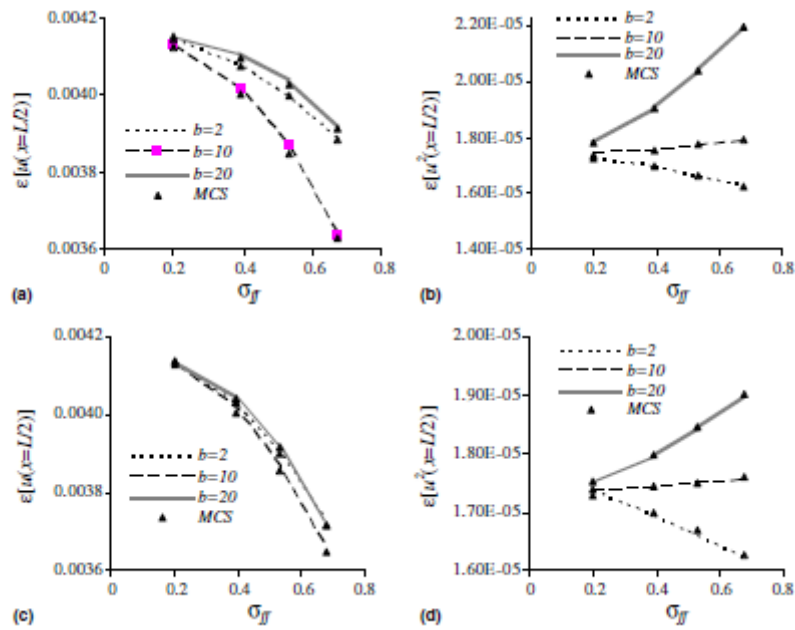 0.0042
0.0040
0.0038
0.0036
ε[u(x=L/2)]
b=2
b=10
b=20
MCS
0 0.2 0.4 0.6 0.8
σff
(a)
2.20E-05
2.00E-05
1.80E-05
1.60E-05
1.40E-05
ε[u²(x=L/2)]
b=2
b=10
b=20
MCS
0 0.2 0.4 0.6 0.8
σff
(b)
0.0042
0.0040
0.0038
0.0036
ε[u(x=L/2)]
b=2
b=10
b=20
MCS
0 0.2 0.4 0.6 0.8
σff
(c)
2.00E-05
1.90E-05
1.80E-05
1.70E-05
1.60E-05
ε[u²(x=L/2)]
b=2
b=10
b=20
MCS
0 0.2 0.4 0.6 0.8
σff
(d)